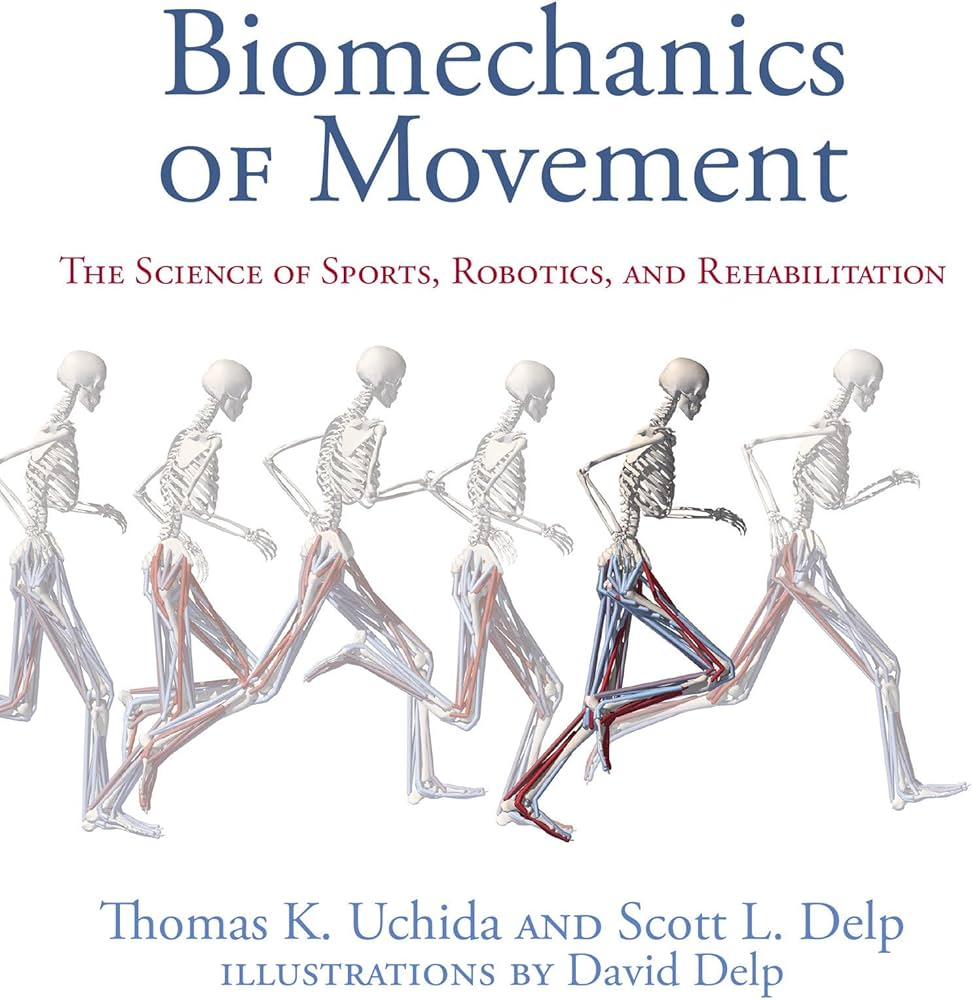 Biomechanics
OF Movement
THE SCIENCE OF SPORTS, ROBOTICS, AND REHABILITATION
Thomas K. Uchida AND Scott L. Delp
ILLUSTRATIONS BY David Delp